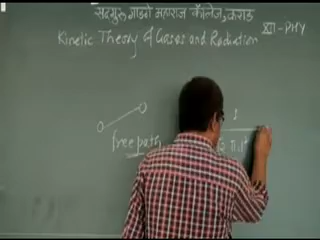 सद्गुरु गाडगे महाराज कॉलेज, कराड
XII-PHY
Kinetic Theory of Gases and Radiation
free path
1